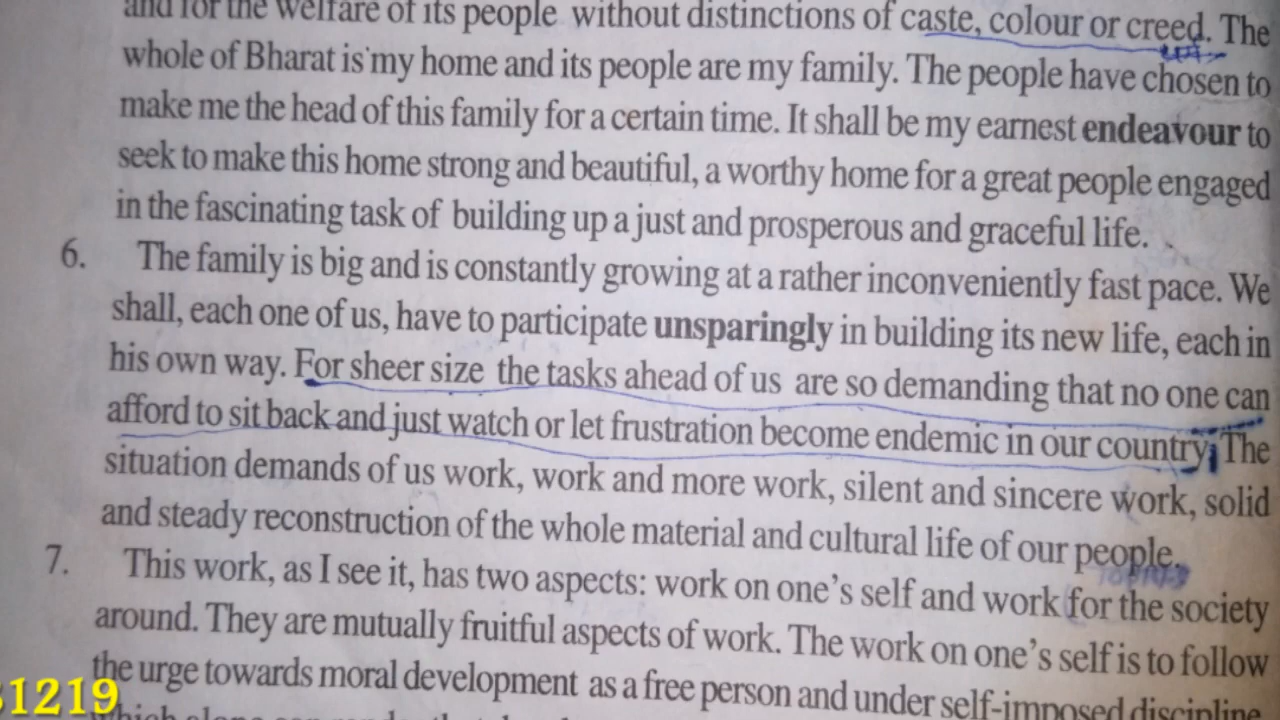 and for the welfare of its people without distinctions of caste, colour or creed. The
whole of Bharat is my home and its people are my family. The people have chosen to
make me the head of this family for a certain time. It shall be my earnest endeavour to
seek to make this home strong and beautiful, a worthy home for a great people engaged
in the fascinating task of building up a just and prosperous and graceful life.
6. The family is big and is constantly growing at a rather inconveniently fast pace. We
shall, each one of us, have to participate unsparingly in building its new life, each in
his own way. For sheer size the tasks ahead of us are so demanding that no one can
afford to sit back and just watch or let frustration become endemic in our country. The
situation demands of us work, work and more work, silent and sincere work, solid
and steady reconstruction of the whole material and cultural life of our people.
7. This work, as I see it, has two aspects: work on one's self and work for the society
around. They are mutually fruitful aspects of work. The work on one's self is to follow
the urge towards moral development as a free person and under self-imposed discipline
1219